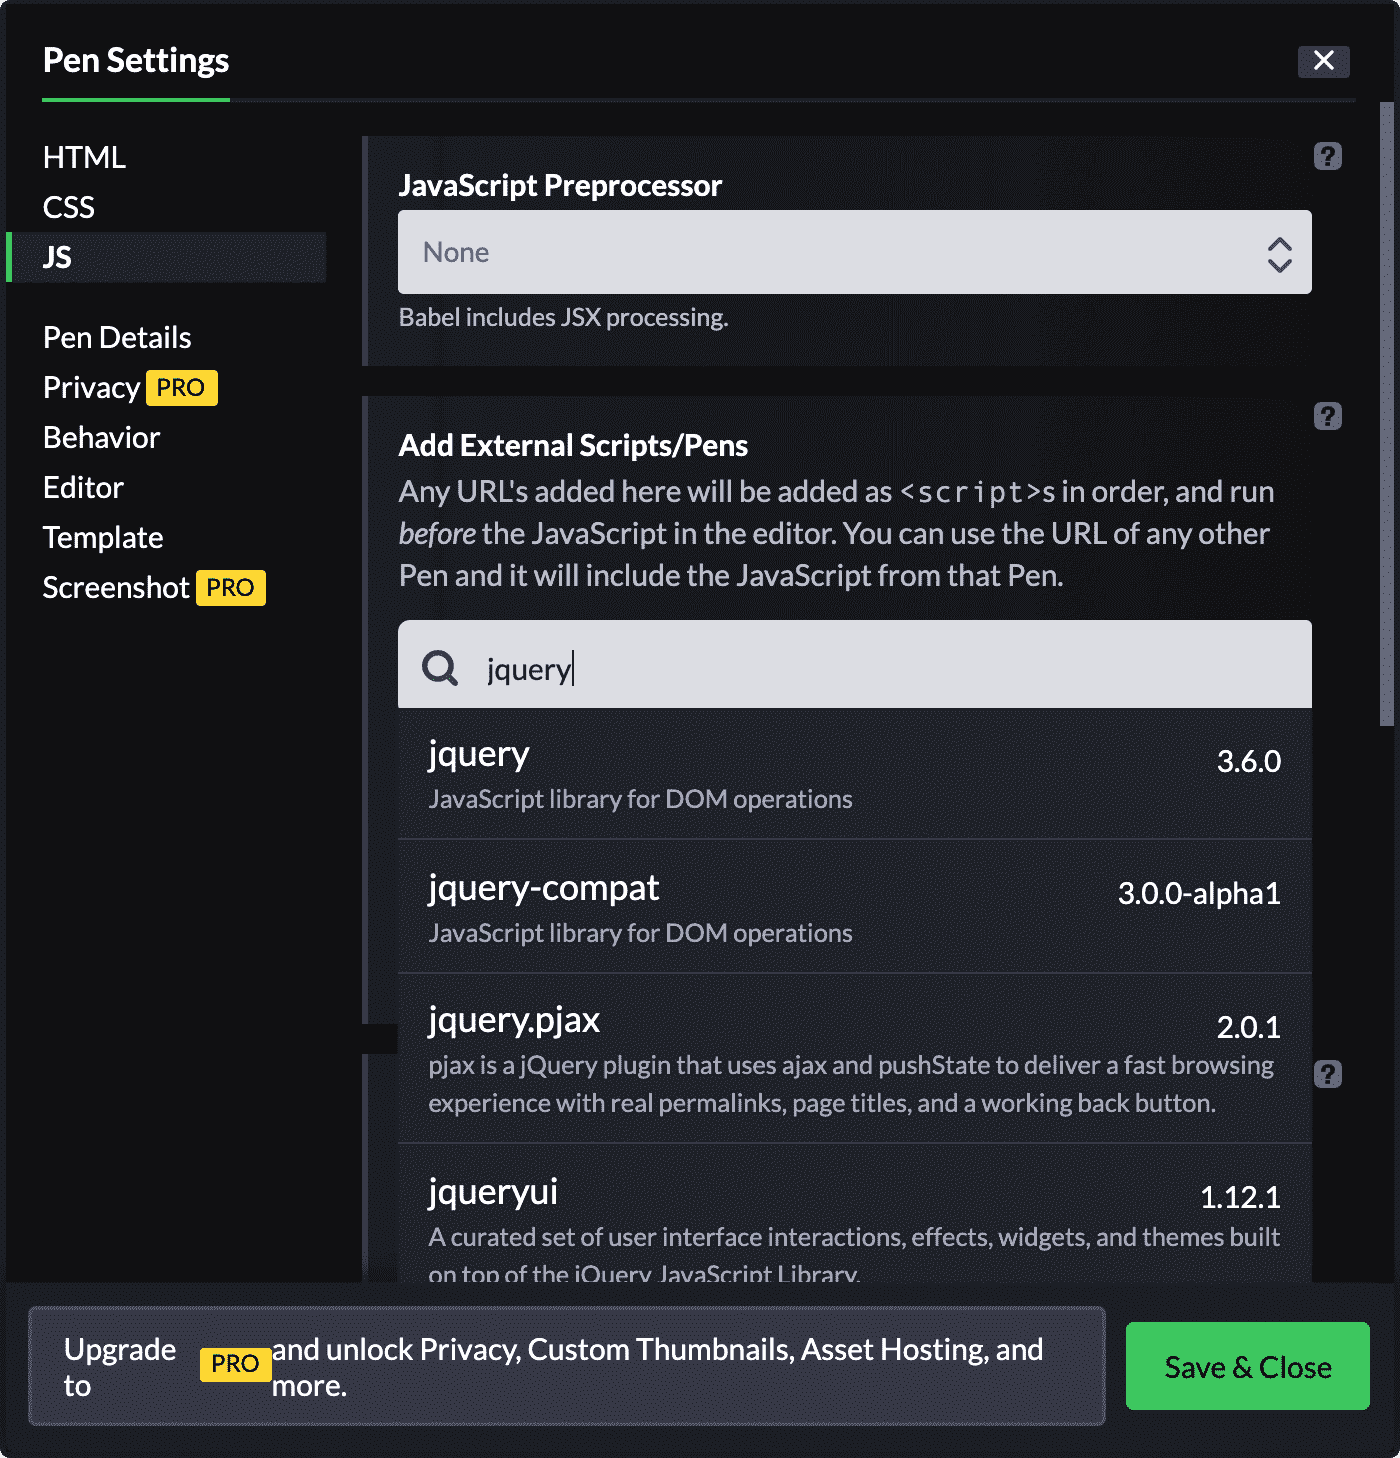 Pen Settings
HTML
CSS
JS
Pen Details
Privacy PRO
Behavior
Editor
Template
Screenshot PRO
JavaScript Preprocessor
None
Babel includes JSX processing.
Add External Scripts/Pens
Any URL's added here will be added as <script>s in order, and run
before the JavaScript in the editor. You can use the URL of any other
Pen and it will include the JavaScript from that Pen.
jquery
jquery 3.6.0
JavaScript library for DOM operations
jquery-compat 3.0.0-alpha1
JavaScript library for DOM operations
jquery.pjax 2.0.1
pjax is a jQuery plugin that uses ajax and pushState to deliver a fast browsing
experience with real permalinks, page titles, and a working back button.
jqueryui 1.12.1
A curated set of user interface interactions, effects, widgets, and themes built
on top of the jQuery JavaScript Library.
Upgrade to PRO and unlock Privacy, Custom Thumbnails, Asset Hosting, and
more.
Save & Close